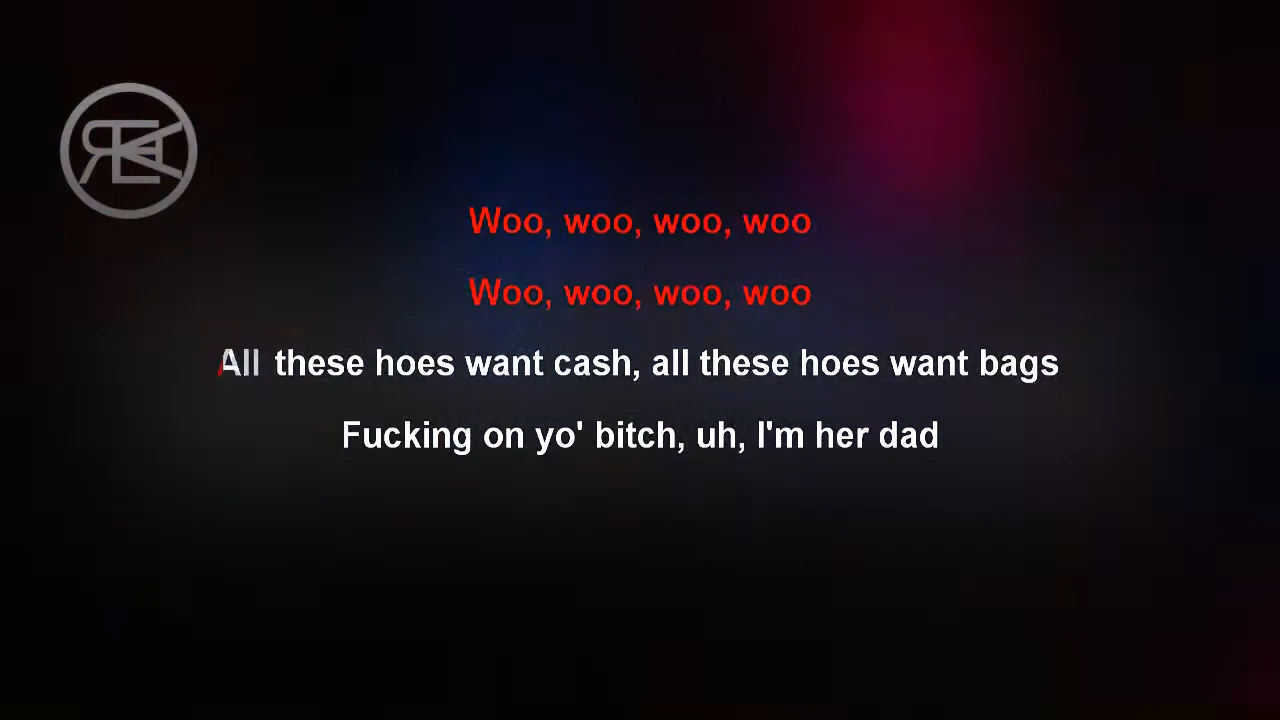 Woo, woo, woo, woo
Woo, woo, woo, woo
All these hoes want cash, all these hoes want bags
Fucking on yo' bitch, uh, I'm her dad